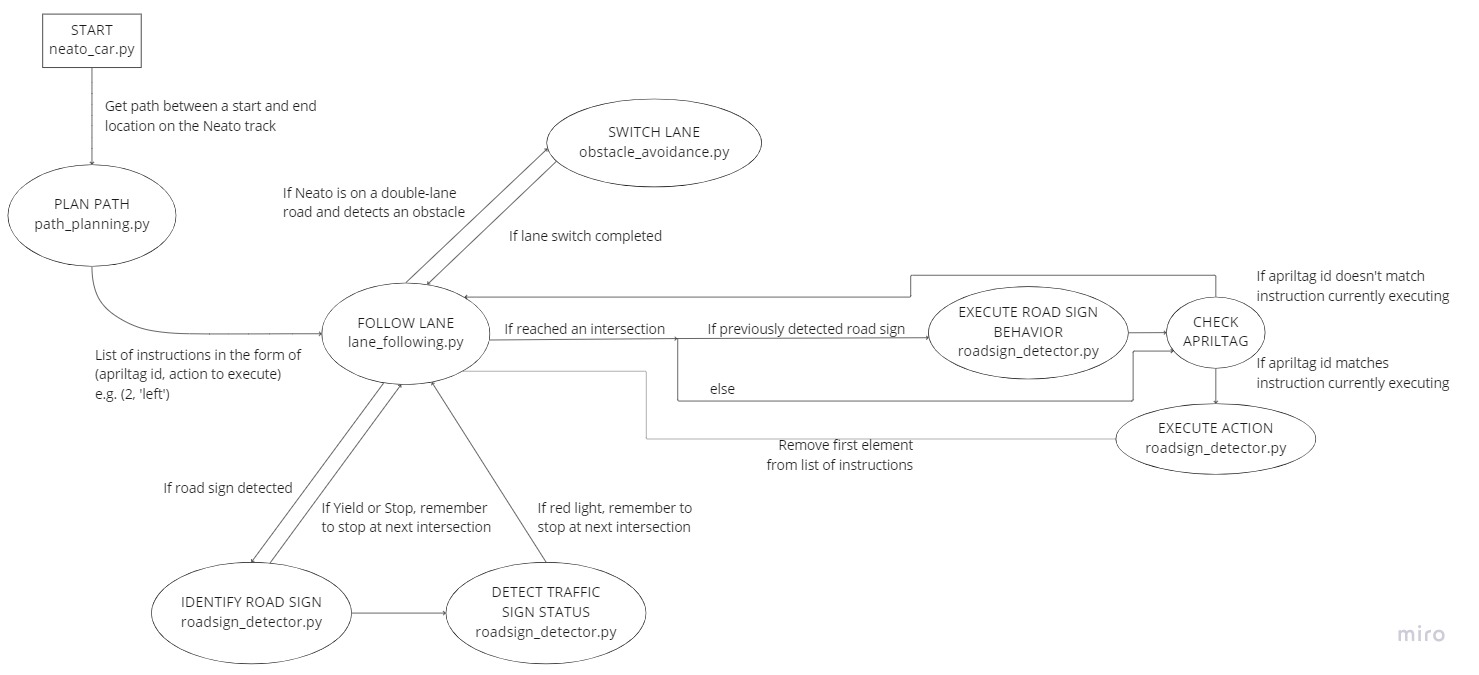 START
neato_car.py
Get path between a start and end
location on the Neato track
PLAN PATH
path_planning.py
SWITCH LANE
obstacle_avoidance.py
If Neato is on a double-lane
road and detects an obstacle
If lane switch completed
FOLLOW LANE
lane_following.py
List of instructions in the form of
(apriltag id, action to execute)
e.g. (2, 'left')
If reached an intersection
If previously detected road sign
else
EXECUTE ROAD SIGN
BEHAVIOR
roadsign_detector.py
CHECK
APRILTAG
If apriltag id doesn't match
instruction currently executing
If apriltag id matches
instruction currently executing
EXECUTE ACTION
roadsign_detector.py
Remove first element
from list of instructions
If road sign detected
If Yield or Stop, remember
to stop at next intersection
If red light, remember to
stop at next intersection
IDENTIFY ROAD SIGN
roadsign_detector.py
DETECT TRAFFIC
SIGN STATUS
roadsign_detector.py
miro